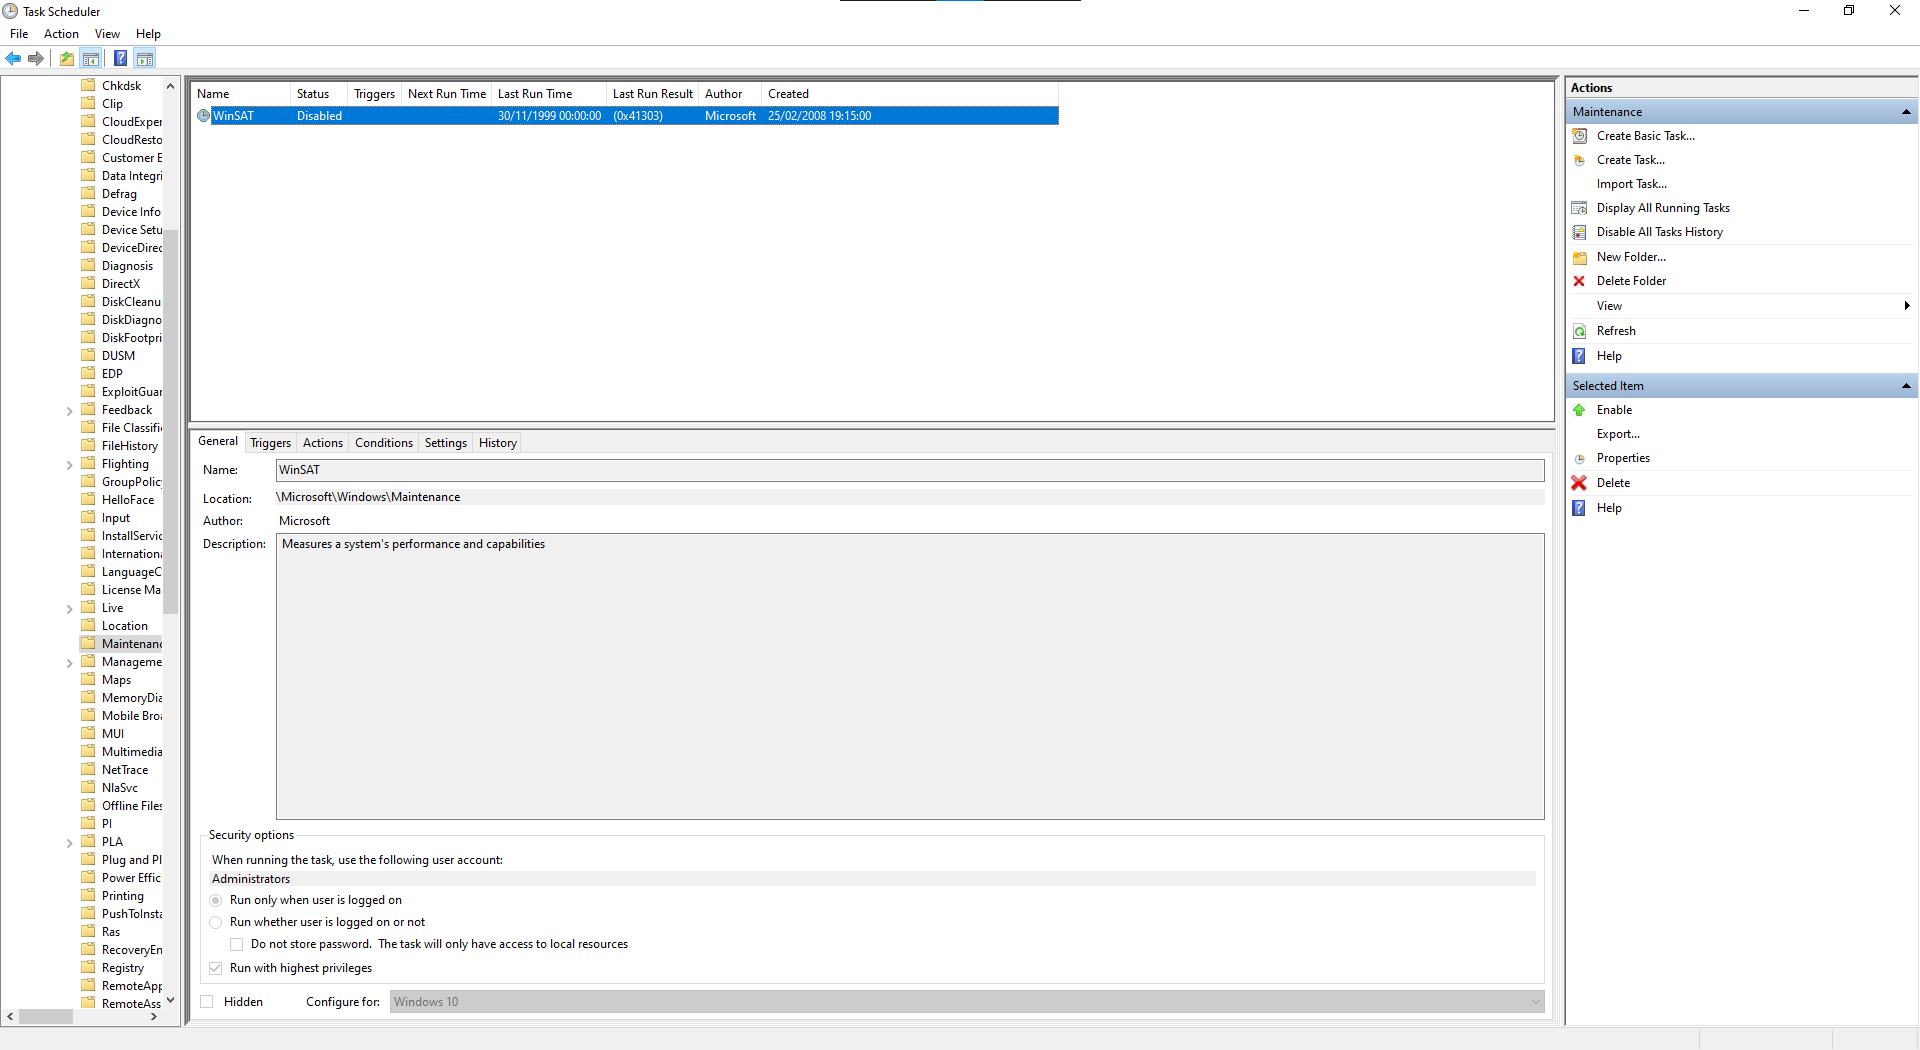 Task Scheduler
File Action View Help
Chkdsk
Clip
CloudExper
CloudResto
Customer E
Data Integri
Defrag
Device Info
Device Setu
DeviceDirec
Diagnosis
DirectX
DiskCleanu
DiskDiagno
DiskFootpri
DUSM
EDP
ExploitGuar
Feedback
File Classifi
FileHistory
Flighting
GroupPolic
HelloFace
Input
InstallServic
Internationa
LanguageC
License Ma
Live
Location
Maintenanc
Manageme
Maps
MemoryDia
Mobile Broa
MUI
Multimedia
NetTrace
NlaSvc
Offline Files
PI
PLA
Plug and Pl
Power Effic
Printing
PushToInsta
Ras
RecoveryEn
Registry
RemoteApp
RemoteAss
Name Status Triggers Next Run Time Last Run Time Last Run Result Author Created
WinSAT Disabled 30/11/1999 00:00:00 (0x41303) Microsoft 25/02/2008 19:15:00
General Triggers Actions Conditions Settings History
Name: WinSAT
Location: \Microsoft\Windows\Maintenance
Author: Microsoft
Description: Measures a system's performance and capabilities
Security options
When running the task, use the following user account:
Administrators
Run only when user is logged on
Run whether user is logged on or not
Do not store password. The task will only have access to local resources
Run with highest privileges
Hidden Configure for: Windows 10
Actions
Maintenance
Create Basic Task...
Create Task...
Import Task...
Display All Running Tasks
Disable All Tasks History
New Folder...
Delete Folder
View
Refresh
Help
Selected Item
Enable
Export...
Properties
Delete
Help